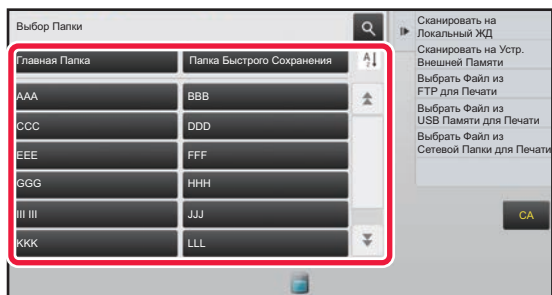 Выбор Папки
Главная Папка
Папка Быстрого Сохранения
AAA
BBB
CCC
DDD
EEE
FFF
GGG
HHH
III III
JJJ
KKK
LLL
Сканировать на
Локальный ЖД
Сканировать на Устр.
Внешней Памяти
Выбрать Файл из
FTP для Печати
Выбрать Файл из
USB Памяти для Печати
Выбрать Файл из
Сетевой Папки для Печати
CA